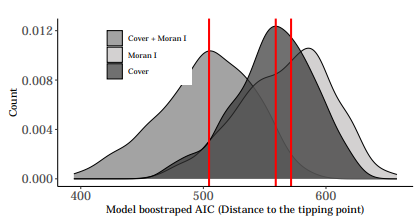 0.012
0.008
0.004
0.000
Count
Cover + Moran I
Moran I
Cover
400
500
600
Model boostraped AIC (Distance to the tipping point)